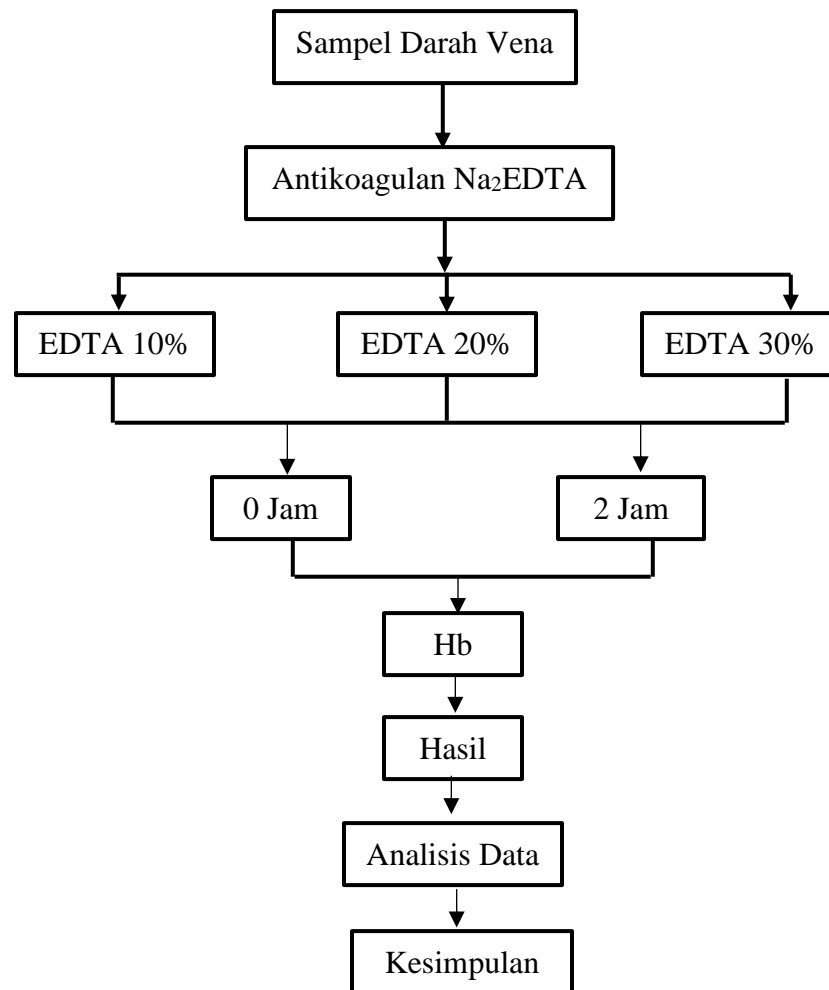 Sampel Darah Vena
Antikoagulan Na₂EDTA
EDTA 10%
EDTA 20%
EDTA 30%
0 Jam
2 Jam
Hb
Hasil
Analisis Data
Kesimpulan